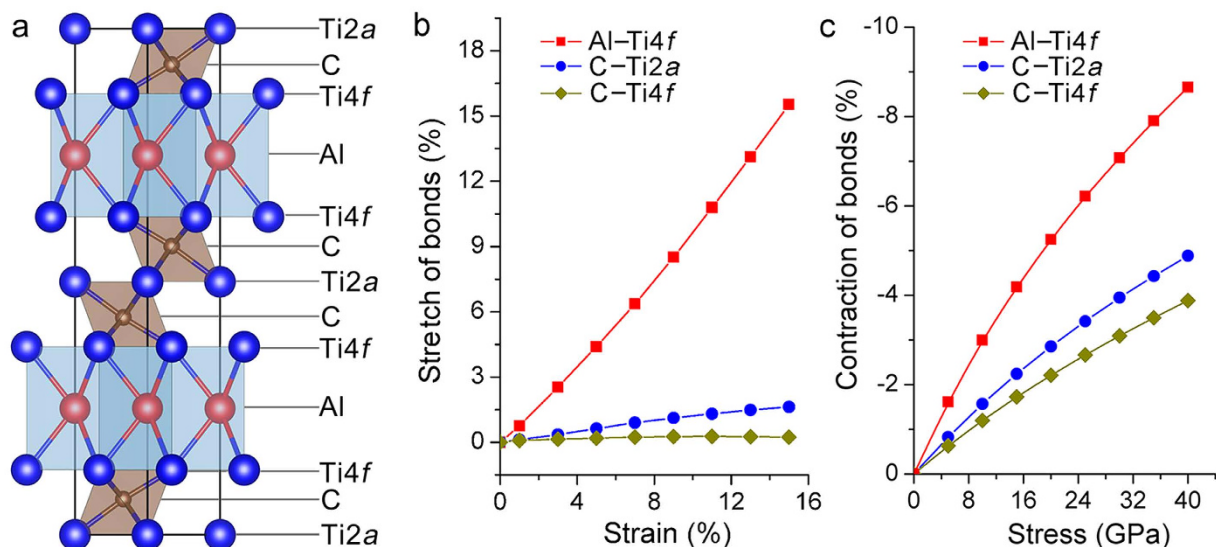 a
Ti2a
C
Ti4f
Al
Ti4f
C
Ti2a
C
Ti4f
Al
Ti4f
C
Ti2a
b
Stretch of bonds (%)
18
15
12
9
6
3
0
Al–Ti4f
C–Ti2a
C–Ti4f
0 4 8 12 16
Strain (%)
c
Contraction of bonds (%)
-10
-8
-6
-4
-2
0
Al–Ti4f
C–Ti2a
C–Ti4f
0 8 16 24 32 40
Stress (GPa)